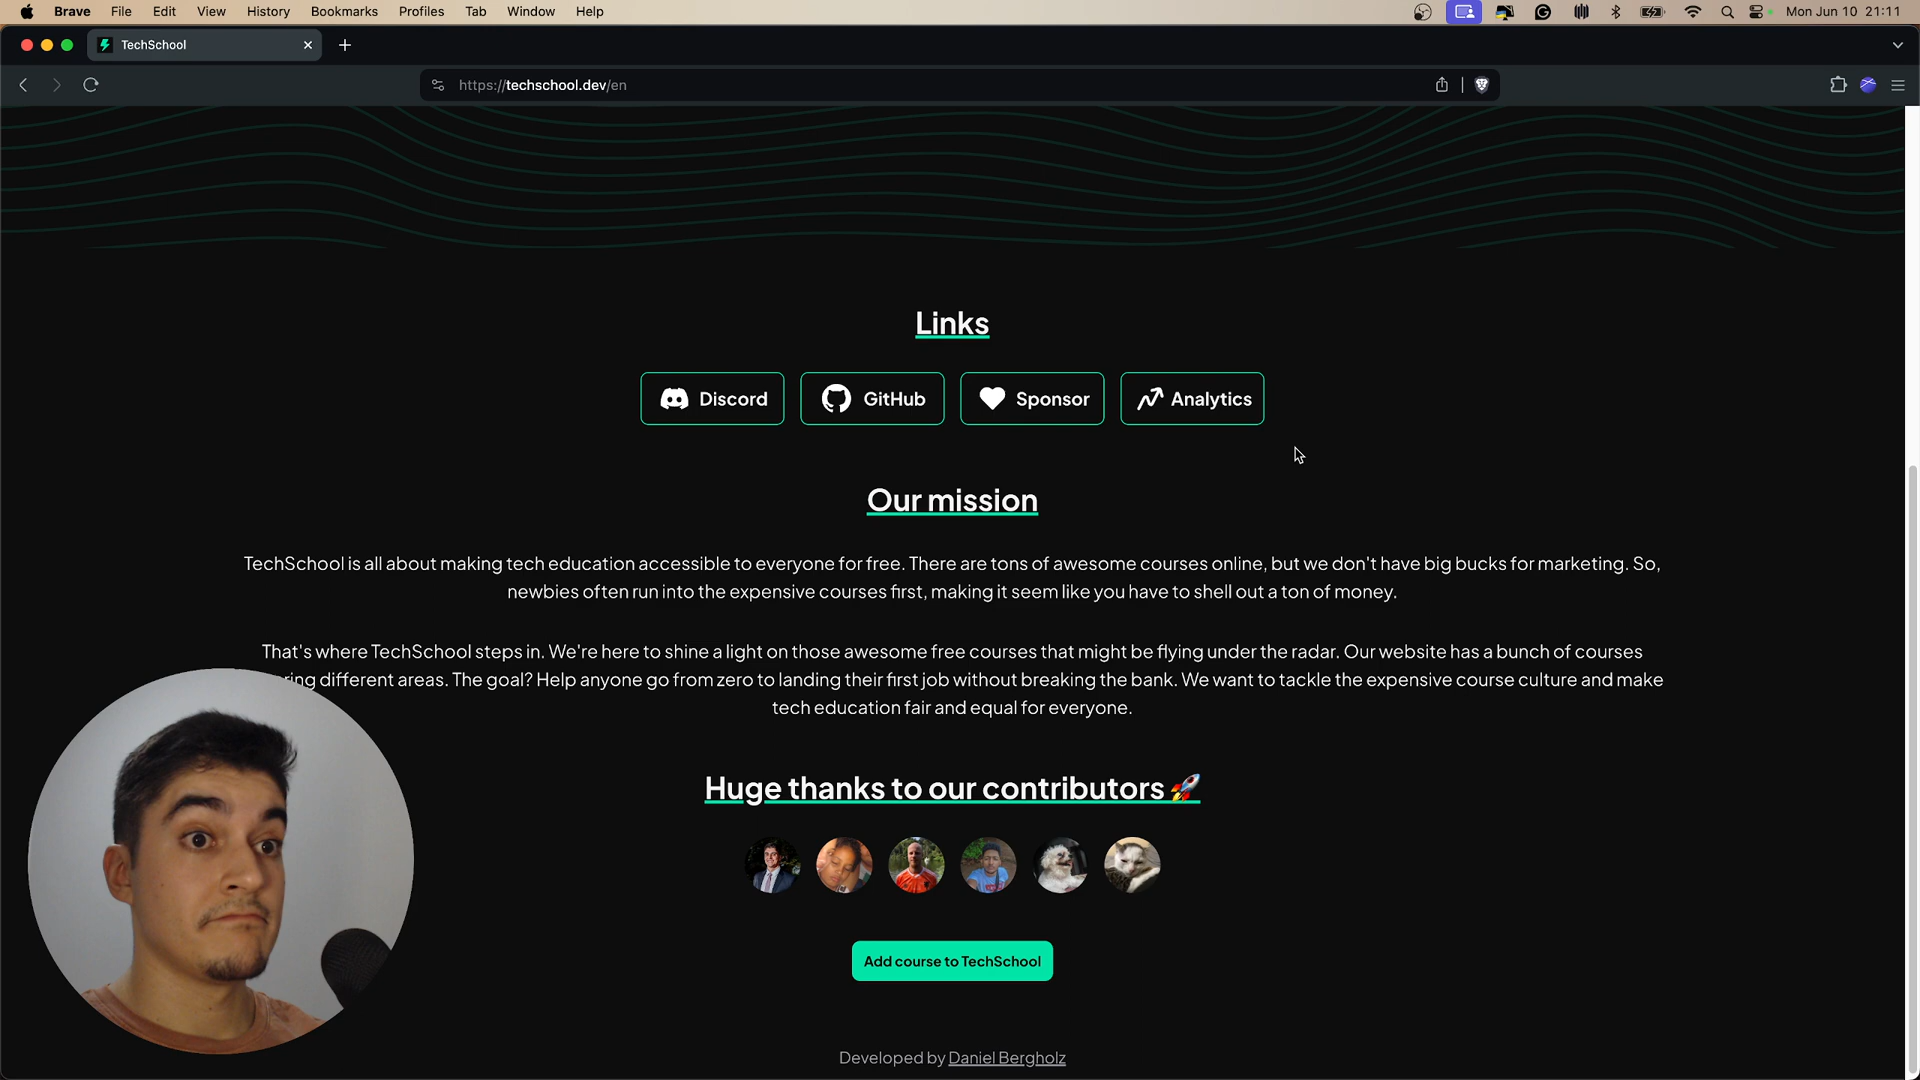 Brave File Edit View History Bookmarks Profiles Tab Window Help Mon Jun 10 21:11
TechSchool
https://techschool.dev/en
Links
Discord GitHub Sponsor Analytics
Our mission
TechSchool is all about making tech education accessible to everyone for free. There are tons of awesome courses online, but we don't have big bucks for marketing. So,
newbies often run into the expensive courses first, making it seem like you have to shell out a ton of money.
That's where TechSchool steps in. We're here to shine a light on those awesome free courses that might be flying under the radar. Our website has a bunch of courses
different areas. The goal? Help anyone go from zero to landing their first job without breaking the bank. We want to tackle the expensive course culture and make
tech education fair and equal for everyone.
Huge thanks to our contributors 🚀
Add course to TechSchool
Developed by Daniel Bergholz